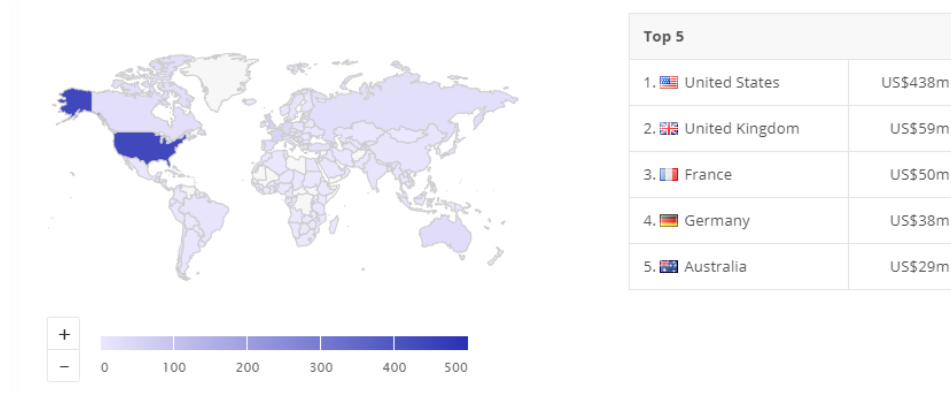 Top 5
1. United States US$438m
2. United Kingdom US$59m
3. France US$50m
4. Germany US$38m
5. Australia US$29m
+
−
0 100 200 300 400 500